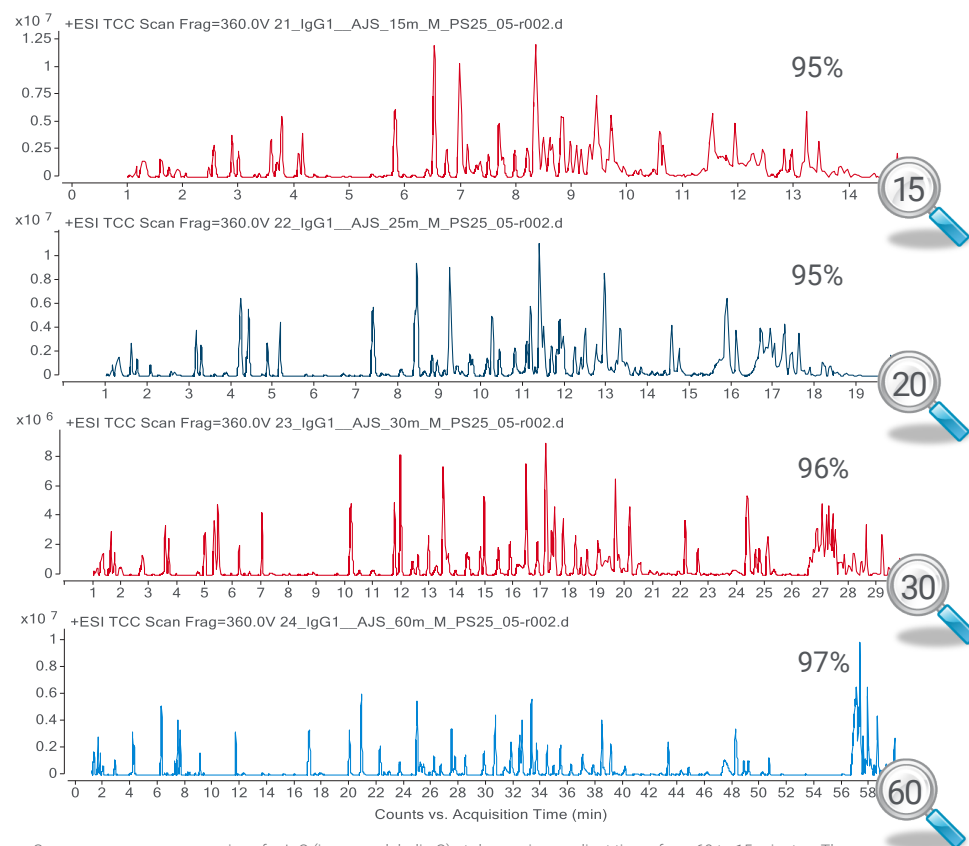 x10 7
+ESI TCC Scan Frag=360.0V 21_IgG1__AJS_15m_M_PS25_05-r002.d
1.25
1
0.75
0.5
0.25
0
95%
0 1 2 3 4 5 6 7 8 9 10 11 12 13 14
15
x10 7
+ESI TCC Scan Frag=360.0V 22_IgG1__AJS_25m_M_PS25_05-r002.d
1
0.8
0.6
0.4
0.2
0
95%
1 2 3 4 5 6 7 8 9 10 11 12 13 14 15 16 17 18 19
20
x10 6
+ESI TCC Scan Frag=360.0V 23_IgG1__AJS_30m_M_PS25_05-r002.d
8
6
4
2
0
96%
1 2 3 4 5 6 7 8 9 10 11 12 13 14 15 16 17 18 19 20 21 22 23 24 25 26 27 28 29
30
x10 7
+ESI TCC Scan Frag=360.0V 24_IgG1__AJS_60m_M_PS25_05-r002.d
1
0.8
0.6
0.4
0.2
0
97%
0 2 4 6 8 10 12 14 16 18 20 22 24 26 28 30 32 34 36 38 40 42 44 46 48 50 52 54 56 58
60
Counts vs. Acquisition Time (min)